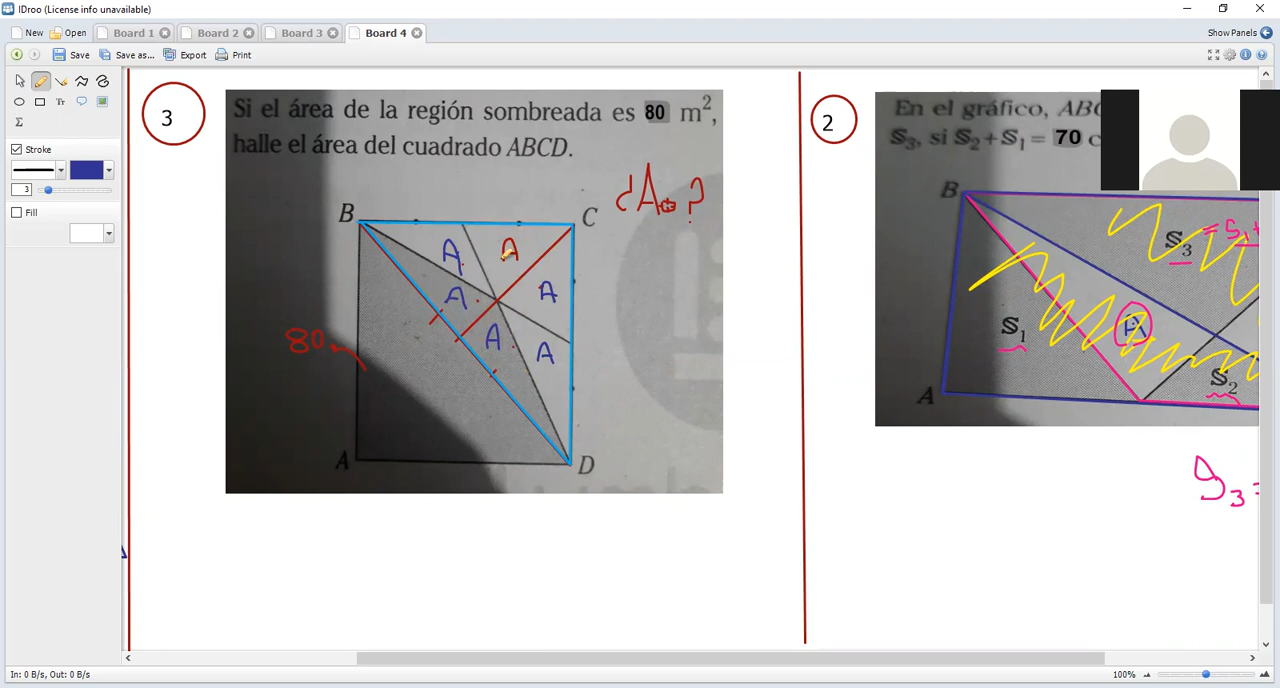 IDroo (License info unavailable)
New Open Board 1 Board 2 Board 3 Board 4 Show Panels
Save Save as... Export Print
Tr
Σ
Stroke
3
Fill
3
Si el área de la región sombreada es 80 m²,
halle el área del cuadrado ABCD.
B
C
A
A
A
A
A
A
80
A
D
2
En el gráfico, ABC
S3, si S2+S1= 70 c
B
S3
= S1 +
S1
A
S2
A
S3 =
In: 0 B/s, Out: 0 B/s
100%